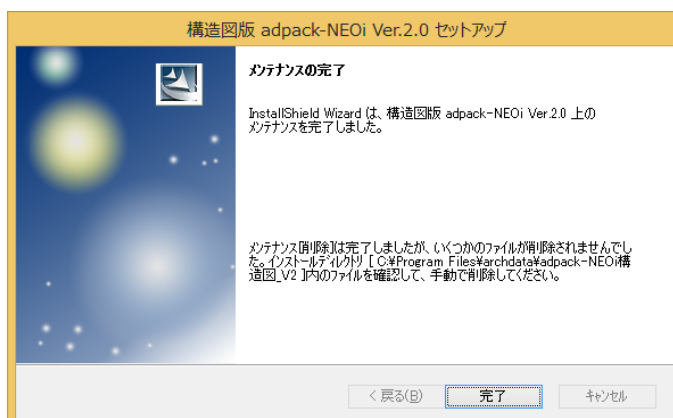 構造図版 adpack-NEOi Ver.2.0 セットアップ
ﾒﾝﾃﾅﾝｽの完了
InstallShield Wizard は、構造図版 adpack-NEOi Ver.2.0 上の
ﾒﾝﾃﾅﾝｽを完了しました。
ﾒﾝﾃﾅﾝｽ[削除]は完了しましたが、いくつかのﾌｧｲﾙが削除されませんでし
た。ｲﾝｽﾄｰﾙﾃﾞｨﾚｸﾄﾘ [ C:¥Program Files¥archdata¥adpack-NEOi構
造図_V2 ]内のﾌｧｲﾙを確認して、手動で削除してください。
< 戻る(B)
完了
ｷｬﾝｾﾙ